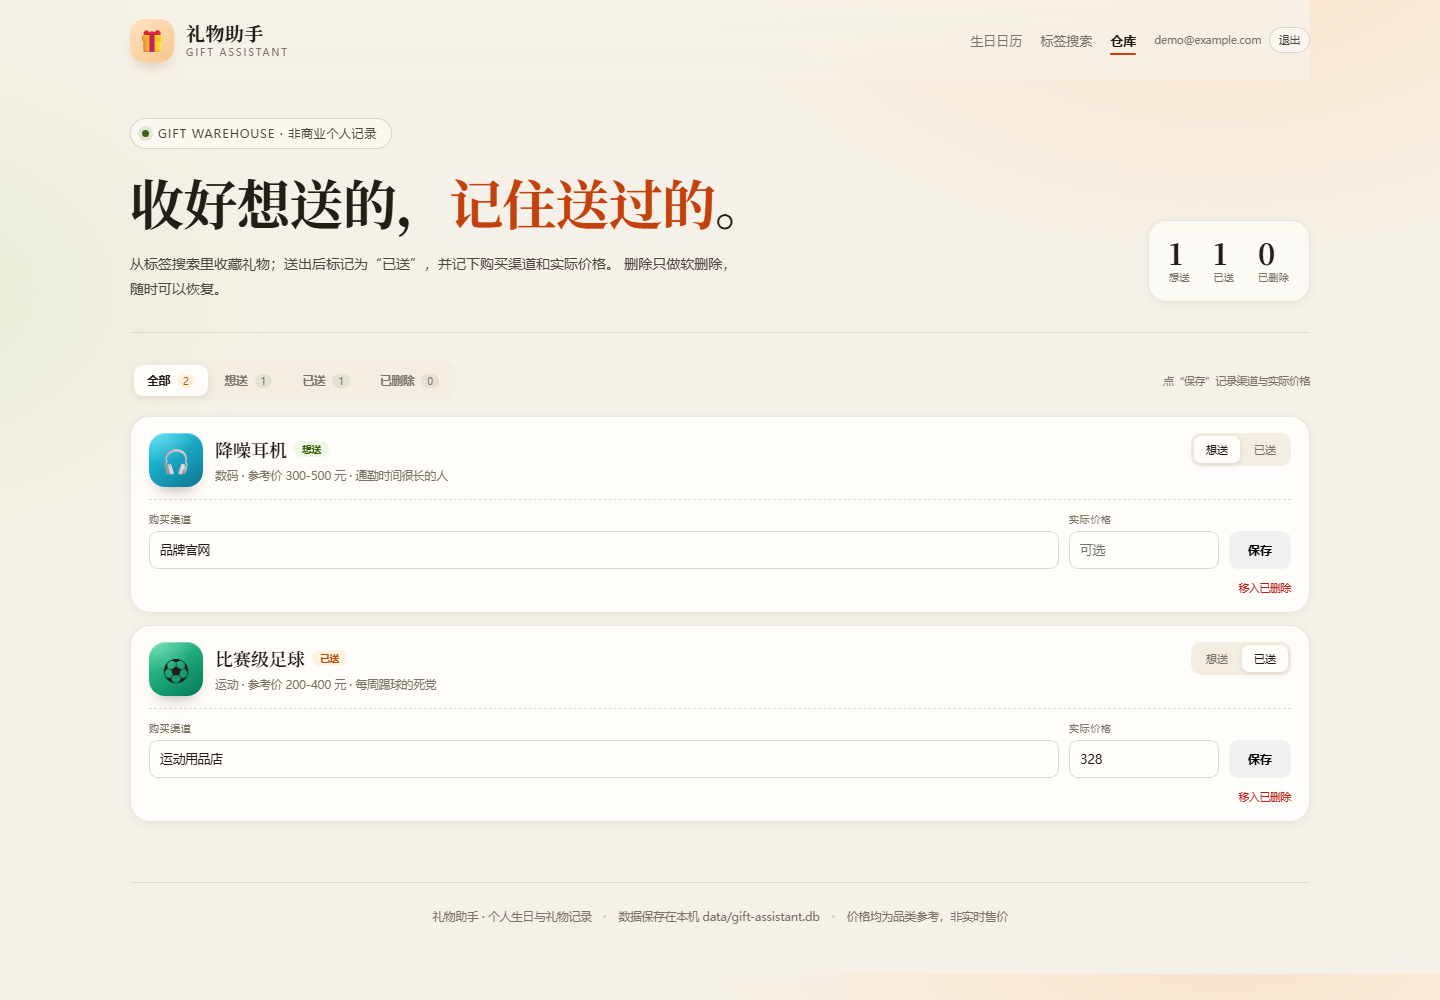 礼物助手
GIFT ASSISTANT
生日日历 标签搜索 仓库 demo@example.com 退出
GIFT WAREHOUSE · 非商业个人记录
收好想送的，记住送过的。
从标签搜索里收藏礼物；送出后标记为“已送”，并记下购买渠道和实际价格。 删除只做软删除，
随时可以恢复。
1 1 0
想送 已送 已删除
全部 2 想送 1 已送 1 已删除 0
点“保存”记录渠道与实际价格
降噪耳机 想送
数码 · 参考价 300-500 元 · 通勤时间很长的人
想送 已送
购买渠道 实际价格
品牌官网 可选 保存
移入已删除
比赛级足球 已送
运动 · 参考价 200-400 元 · 每周踢球的死党
想送 已送
购买渠道 实际价格
运动用品店 328 保存
移入已删除
礼物助手 · 个人生日与礼物记录 · 数据保存在本机 data/gift-assistant.db · 价格均为品类参考，非实时售价